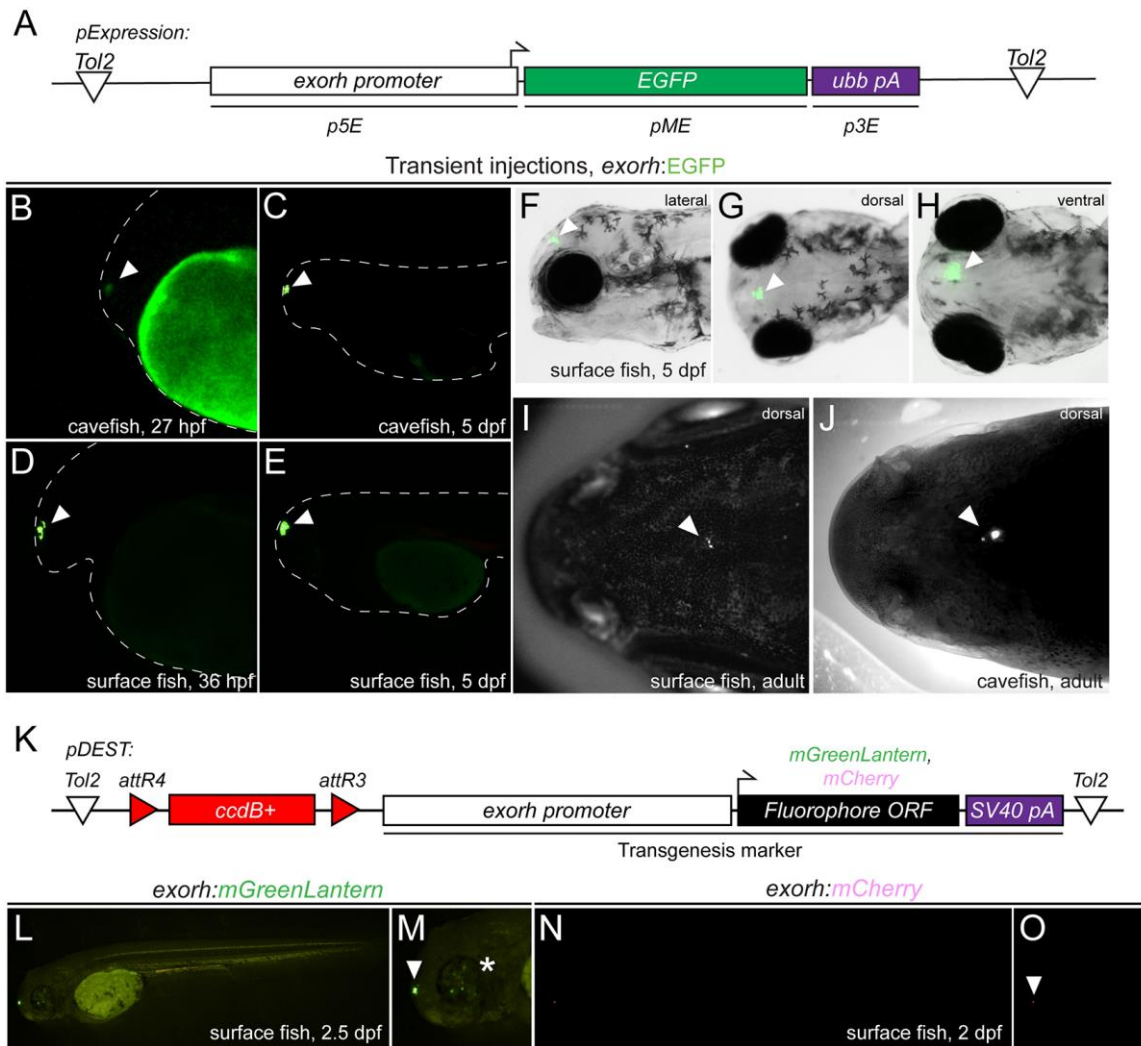 A
pExpression:
Tol2
Tol2
exorh promoter
EGFP
ubb pA
p5E
pME
p3E
Transient injections, exorh:EGFP
B
cavefish, 27 hpf
C
cavefish, 5 dpf
D
surface fish, 36 hpf
E
surface fish, 5 dpf
F
lateral
surface fish, 5 dpf
G
dorsal
H
ventral
I
dorsal
surface fish, adult
J
dorsal
cavefish, adult
K
pDEST:
Tol2
attR4
ccdB+
attR3
exorh promoter
mGreenLantern,
mCherry
Fluorophore ORF
SV40 pA
Tol2
Transgenesis marker
exorh:mGreenLantern
exorh:mCherry
L
surface fish, 2.5 dpf
M
*
N
surface fish, 2 dpf
O